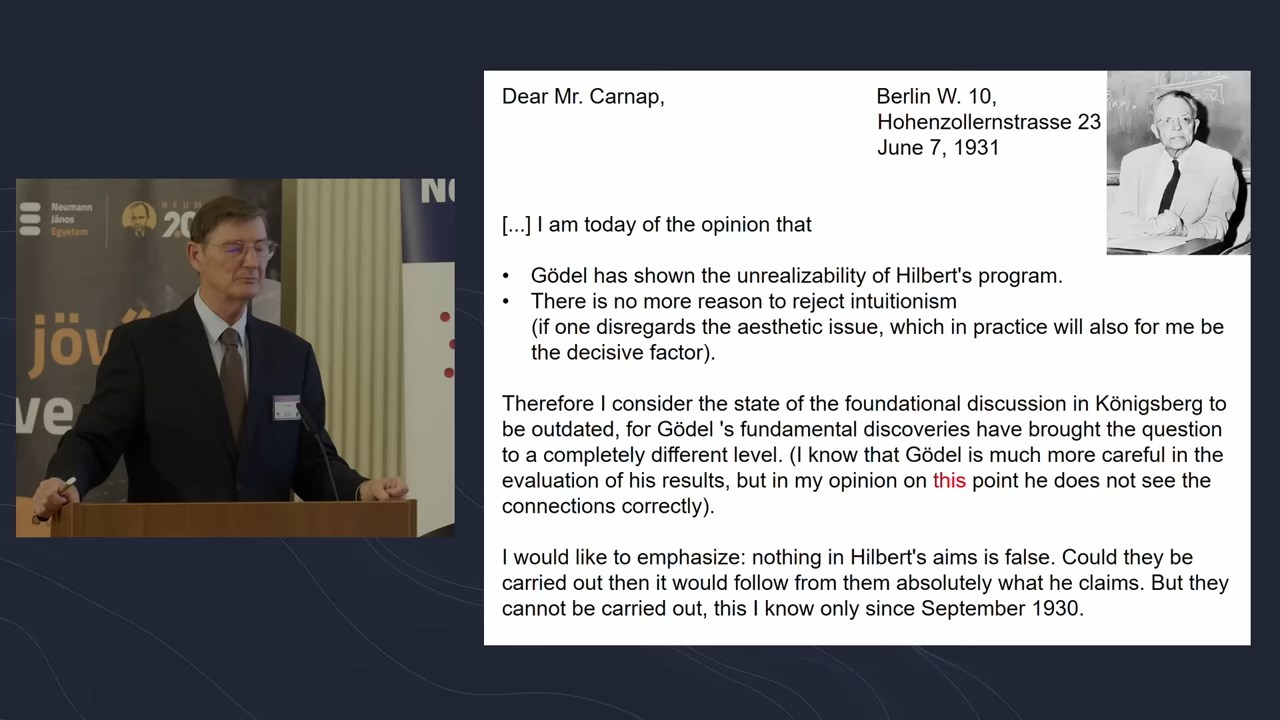 Neumann
János
Egyetem
NEUM
20
jöv
ve
Dear Mr. Carnap,
Berlin W. 10,
Hohenzollernstrasse 23
June 7, 1931
[...] I am today of the opinion that
• Gödel has shown the unrealizability of Hilbert's program.
• There is no more reason to reject intuitionism
(if one disregards the aesthetic issue, which in practice will also for me be
the decisive factor).
Therefore I consider the state of the foundational discussion in Königsberg to
be outdated, for Gödel 's fundamental discoveries have brought the question
to a completely different level. (I know that Gödel is much more careful in the
evaluation of his results, but in my opinion on this point he does not see the
connections correctly).
I would like to emphasize: nothing in Hilbert's aims is false. Could they be
carried out then it would follow from them absolutely what he claims. But they
cannot be carried out, this I know only since September 1930.